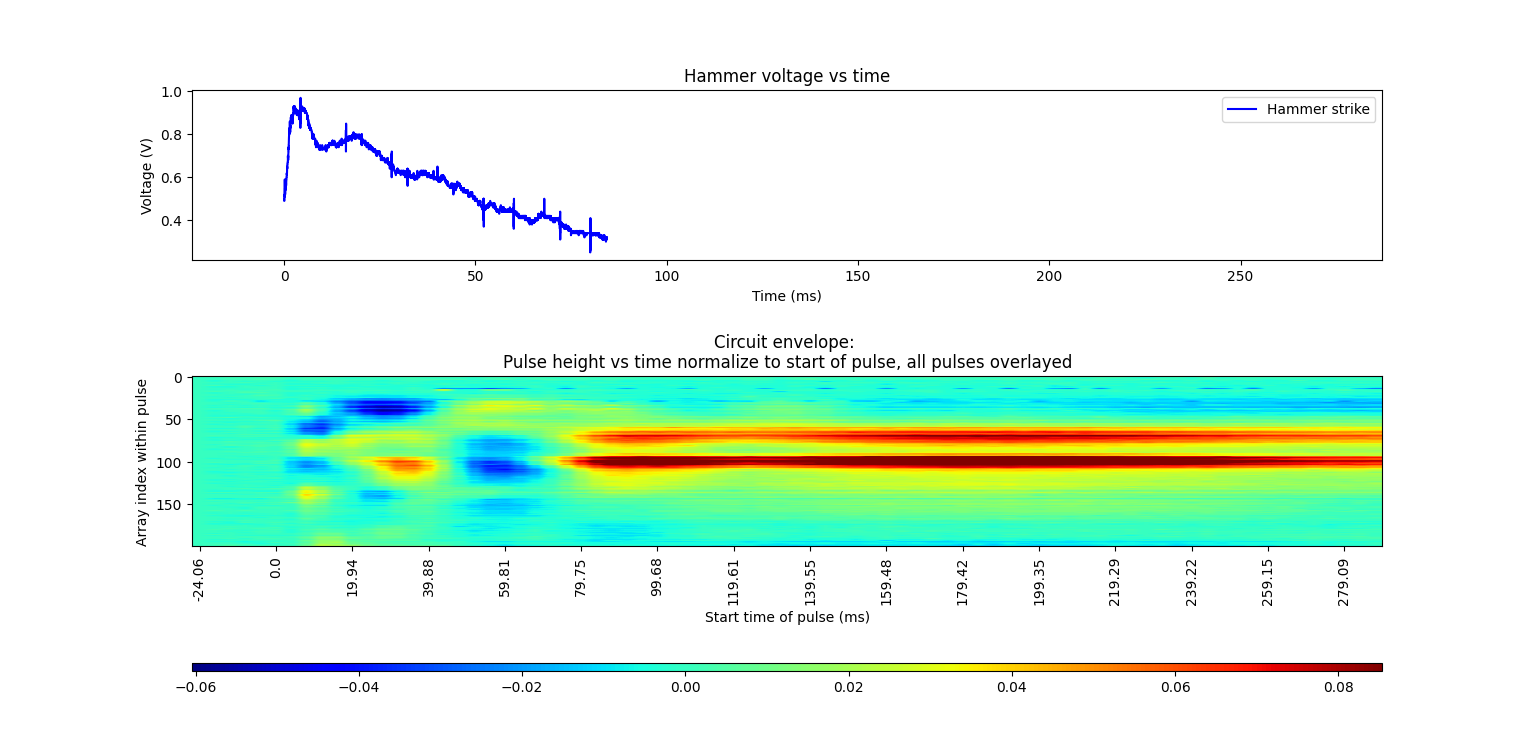 Hammer voltage vs time
1.0
0.8
0.6
0.4
Voltage (V)
Hammer strike
0 50 100 150 200 250
Time (ms)
Circuit envelope:
Pulse height vs time normalize to start of pulse, all pulses overlayed
0
50
100
150
Array index within pulse
-24.06 0.0 19.94 39.88 59.81 79.75 99.68 119.61 139.55 159.48 179.42 199.35 219.29 239.22 259.15 279.09
Start time of pulse (ms)
−0.06 −0.04 −0.02 0.00 0.02 0.04 0.06 0.08